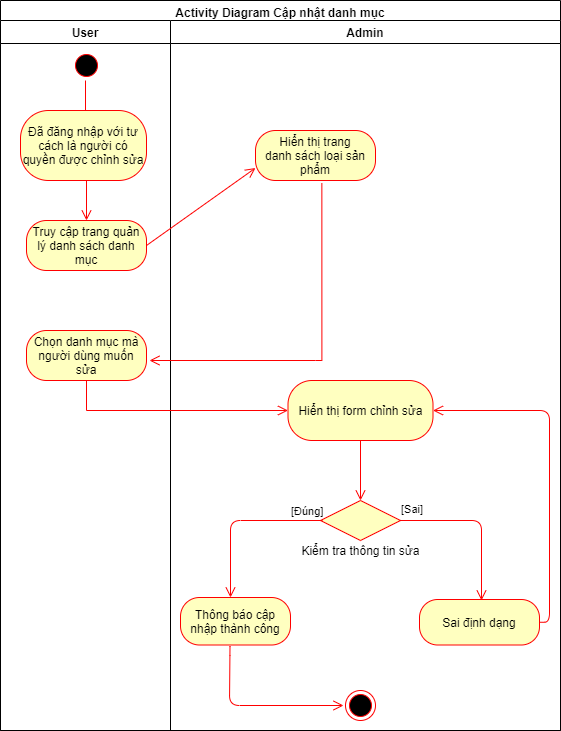 Activity Diagram Cập nhật danh mục
User
Admin
Đã đăng nhập với tư
cách là người có
quyền được chỉnh sửa
Hiển thị trang
danh sách loại sản
phẩm
Truy cập trang quản
lý danh sách danh
mục
Chọn danh mục mà
người dùng muốn
sửa
Hiển thị form chỉnh sửa
[Đúng]
[Sai]
Kiểm tra thông tin sửa
Thông báo cập
nhập thành công
Sai định dạng